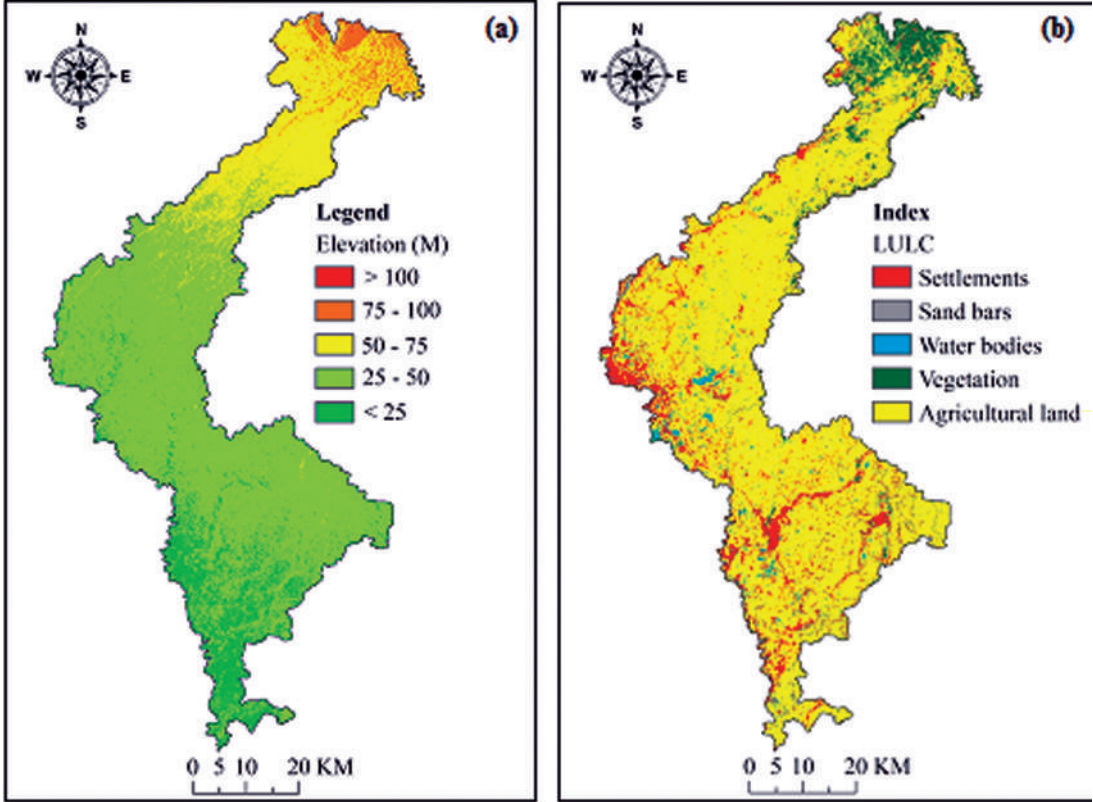 (a)
N
W E
S
Legend
Elevation (M)
> 100
75 - 100
50 - 75
25 - 50
< 25
0 5 10 20 KM
(b)
N
W E
S
Index
LULC
Settlements
Sand bars
Water bodies
Vegetation
Agricultural land
0 5 10 20 KM